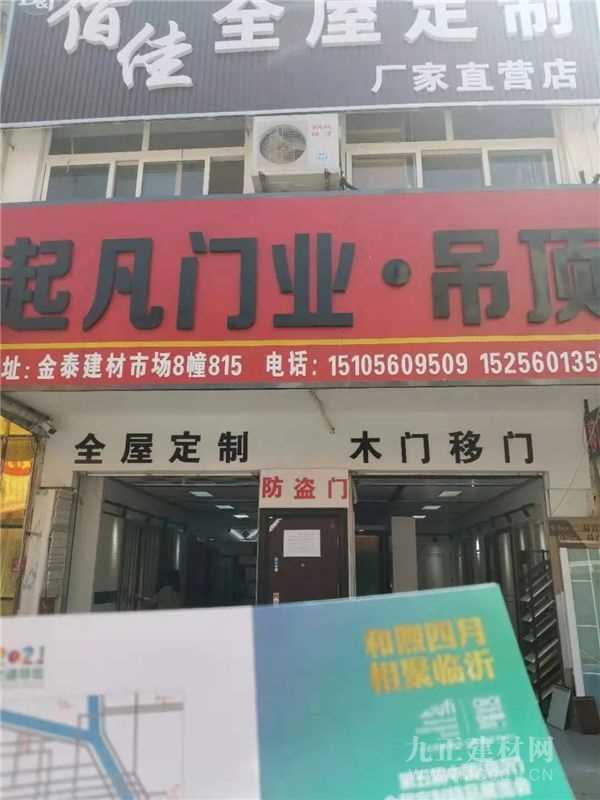 佰佳 全屋定制
厂家直营店
起凡门业·吊顶
址: 金泰建材市场8幢815 电话: 15105609509 1525601359
全屋定制 木门移门
防盗门
2021
和煦四月
相聚临沂
九正建材网